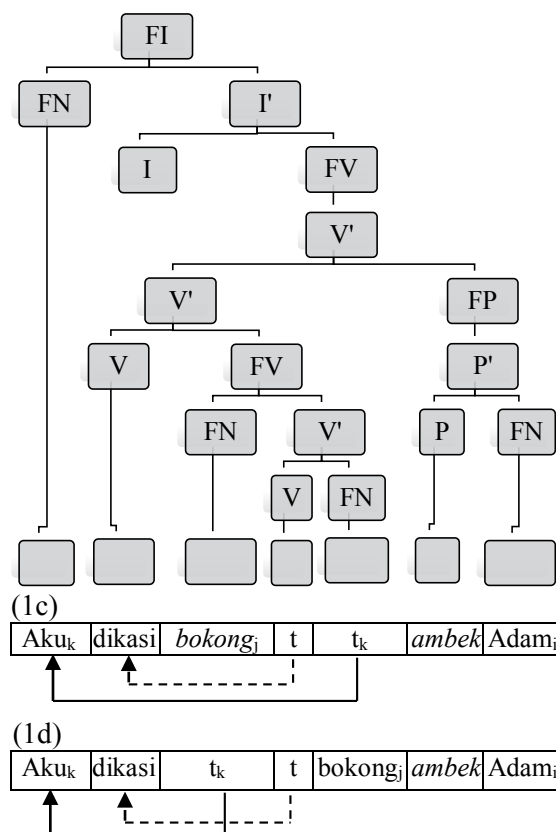 FI
FN I'
I FV
V'
V' FP
V FV P'
FN V' P FN
V FN
(1c)
Akuk dikasi bokongj t tk ambek Adami
(1d)
Akuk dikasi tk t bokongj ambek Adami